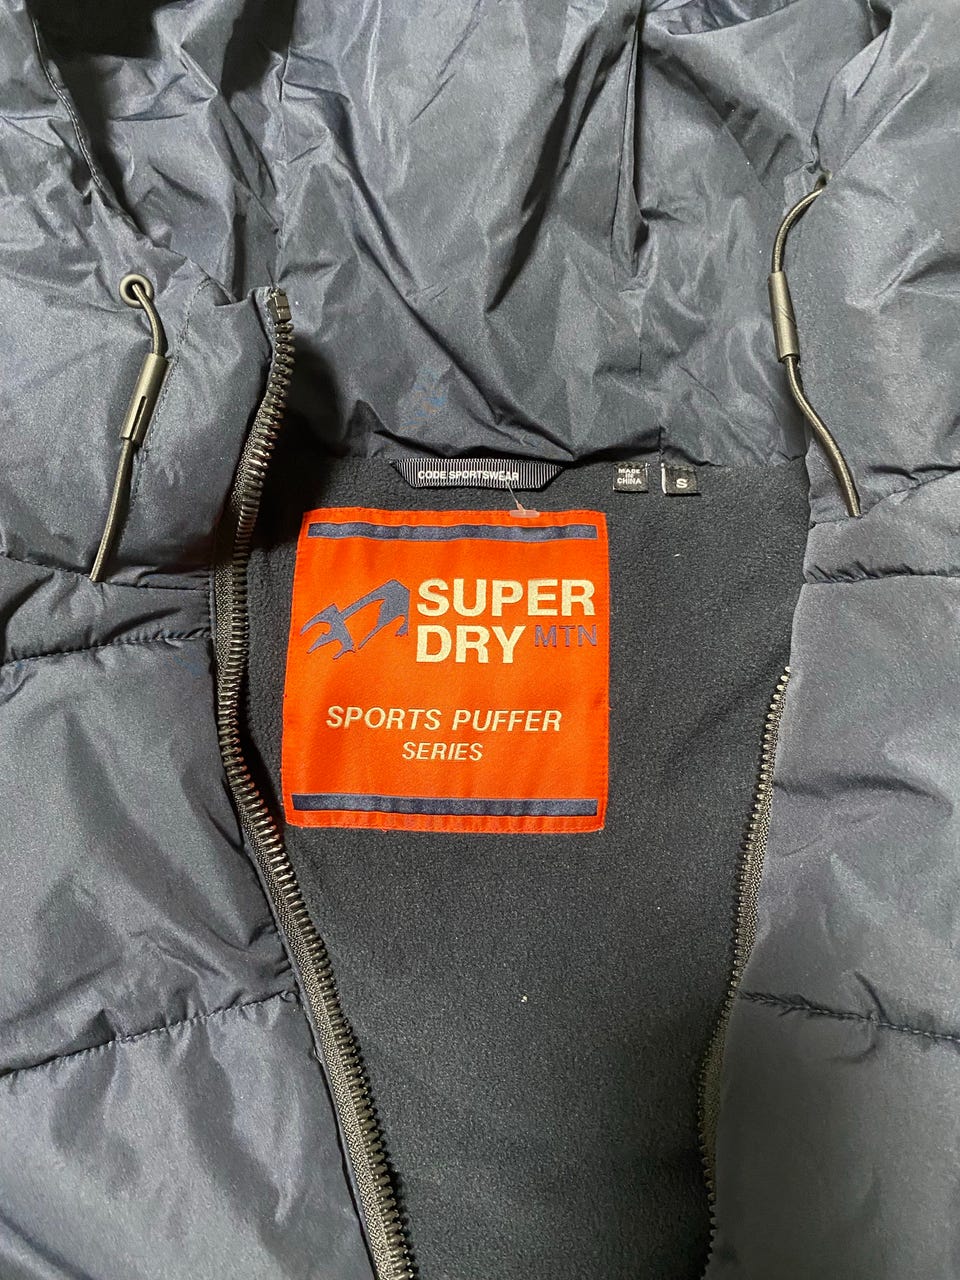 CODE SPORTSWEAR
MADE
IN
CHINA
S
SUPER
DRY MTN
SPORTS PUFFER
SERIES